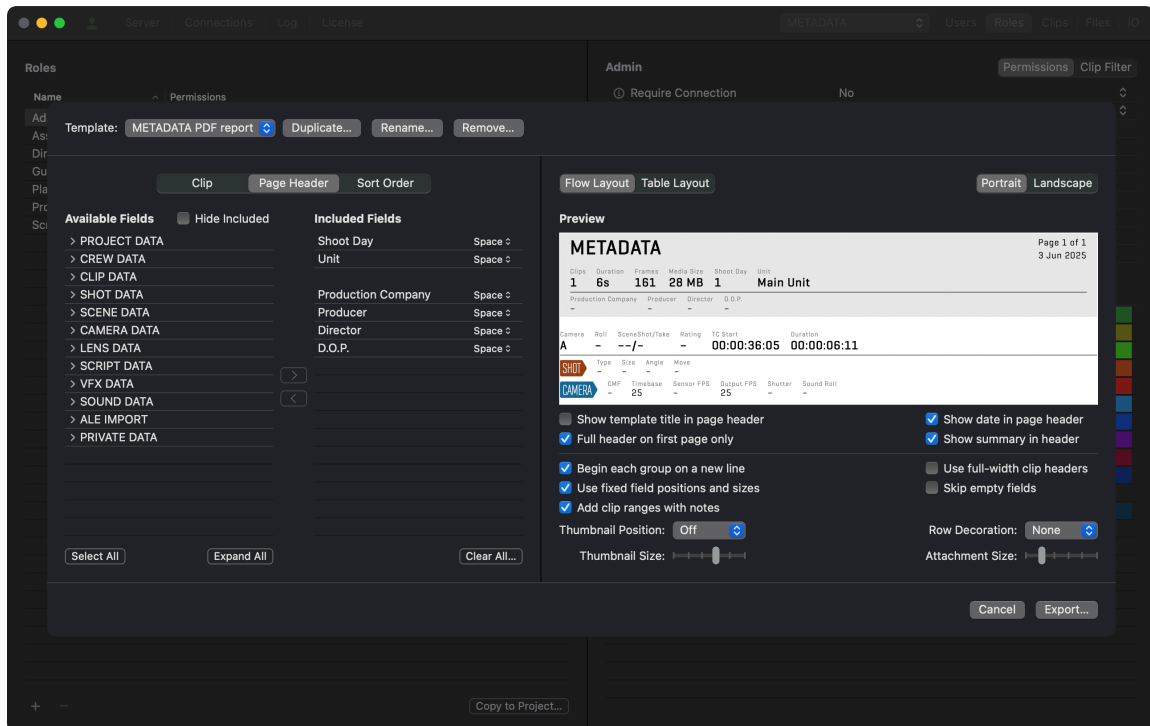 Server Connections Log License METADATA Users Roles Clips Files IO
Roles
Admin Permissions Clip Filter
Name Permissions
Require Connection No
Ad
Ass
Dir
Gu
Pla
Pro
Scr
Template: METADATA PDF report Duplicate... Rename... Remove...
Clip Page Header Sort Order
Flow Layout Table Layout Portrait Landscape
Available Fields Hide Included Included Fields
Preview
PROJECT DATA
CREW DATA
CLIP DATA
SHOT DATA
SCENE DATA
CAMERA DATA
LENS DATA
SCRIPT DATA
VFX DATA
SOUND DATA
ALE IMPORT
PRIVATE DATA
Shoot Day Space
Unit Space
Production Company Space
Producer Space
Director Space
D.O.P. Space
Select All Expand All Clear All...
METADATA Page 1 of 1
3 Jun 2025
Clips Duration Frames Media Size Shoot Day Unit
1 6s 161 28 MB 1 Main Unit
Production Company Producer Director D.O.P.
- - - -
Camera Roll Scene Shot/Take Rating TC Start Duration
A - --/- - 00:00:36:05 00:00:06:11
SHOT Type Size Angle Move
- - - -
CAMERA CMF Timebase Sensor FPS Output FPS Shutter Sound Roll
- 25 - 25 - -
Show template title in page header Show date in page header
Full header on first page only Show summary in header
Begin each group on a new line Use full-width clip headers
Use fixed field positions and sizes Skip empty fields
Add clip ranges with notes
Thumbnail Position: Off Row Decoration: None
Thumbnail Size: Attachment Size:
Cancel Export...
+ − Copy to Project...